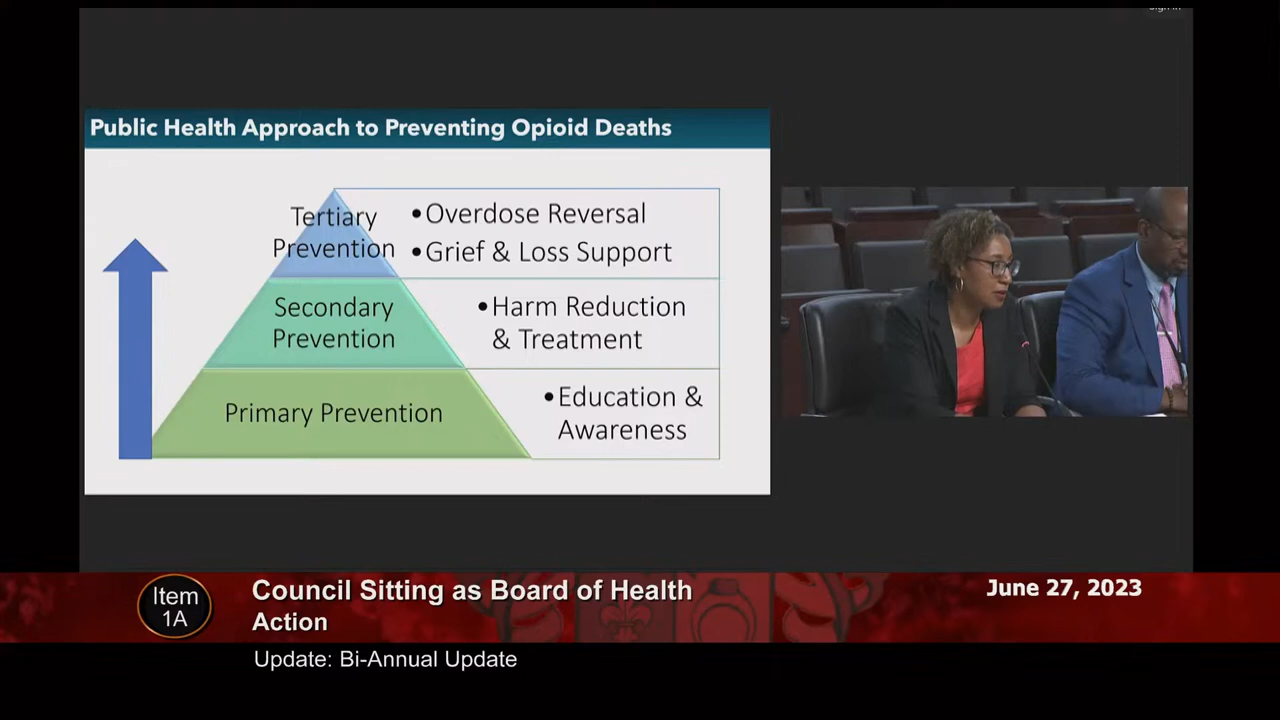 Sign in
Public Health Approach to Preventing Opioid Deaths
Tertiary
Prevention
•Overdose Reversal
•Grief & Loss Support
Secondary
Prevention
•Harm Reduction
& Treatment
Primary Prevention
•Education &
Awareness
Item
1A
Council Sitting as Board of Health
Action
June 27, 2023
Update: Bi-Annual Update